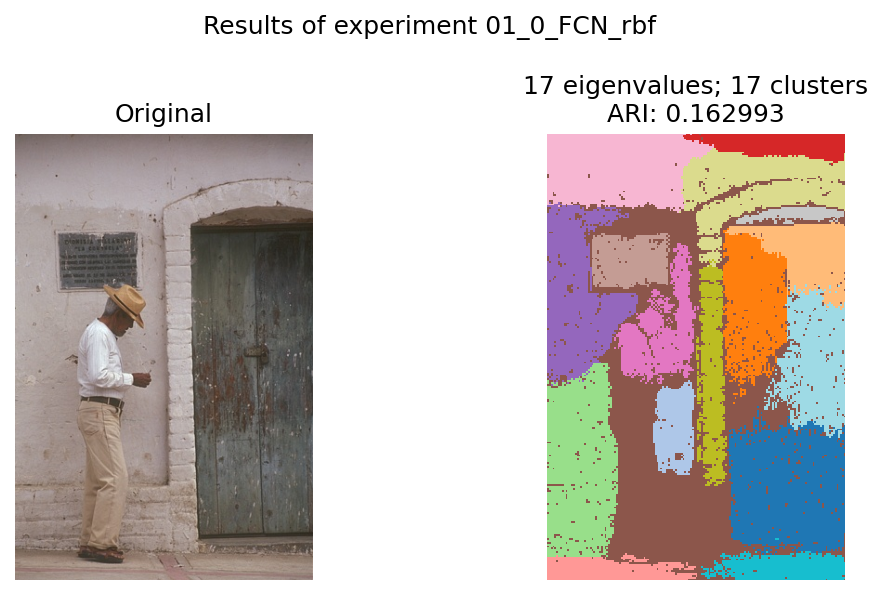 Results of experiment 01_0_FCN_rbf
Original
17 eigenvalues; 17 clusters
ARI: 0.162993